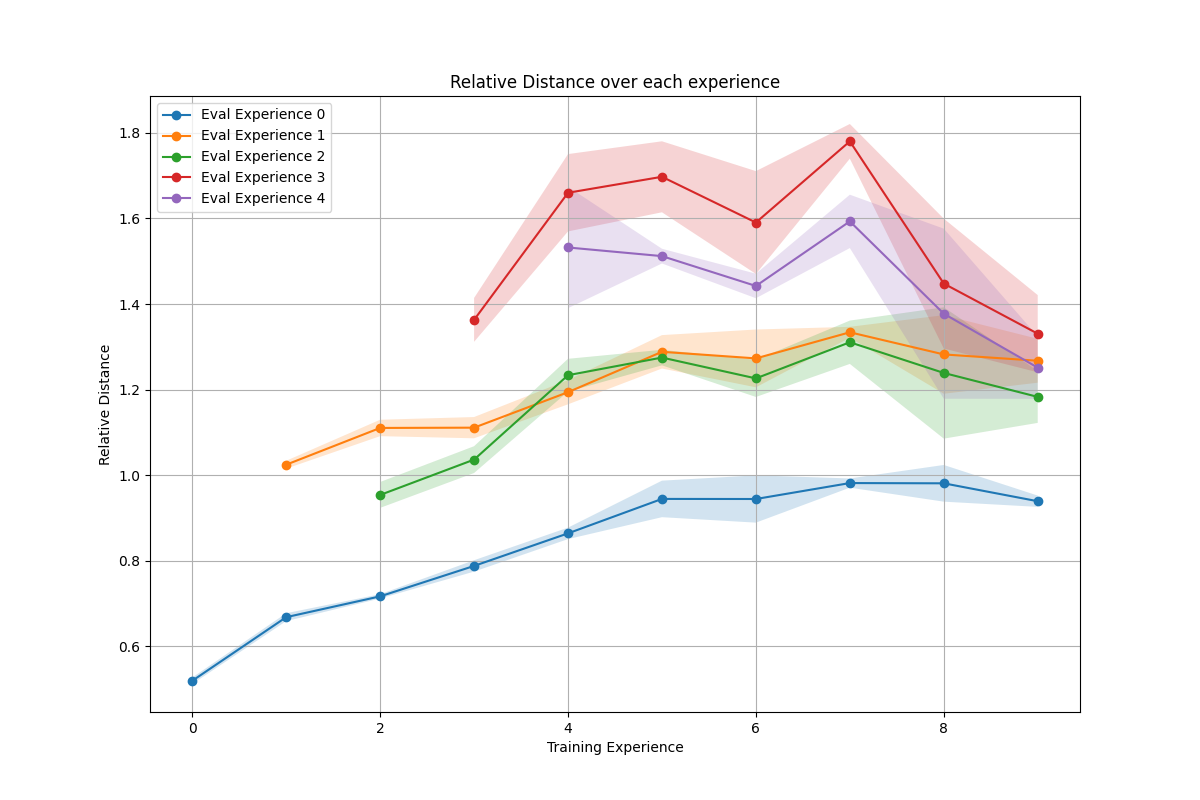 Relative Distance over each experience
Eval Experience 0
Eval Experience 1
Eval Experience 2
Eval Experience 3
Eval Experience 4
1.8
1.6
1.4
1.2
1.0
0.8
0.6
Relative Distance
0 2 4 6 8
Training Experience